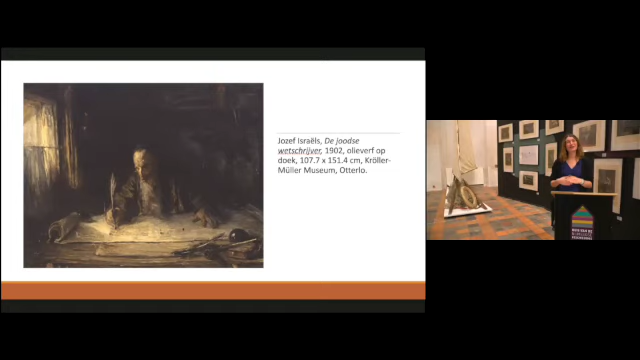 Jozef Israëls, De joodse
wetschrijver, 1902, olieverf op
doek, 107.7 x 151.4 cm, Kröller-
Müller Museum, Otterlo.